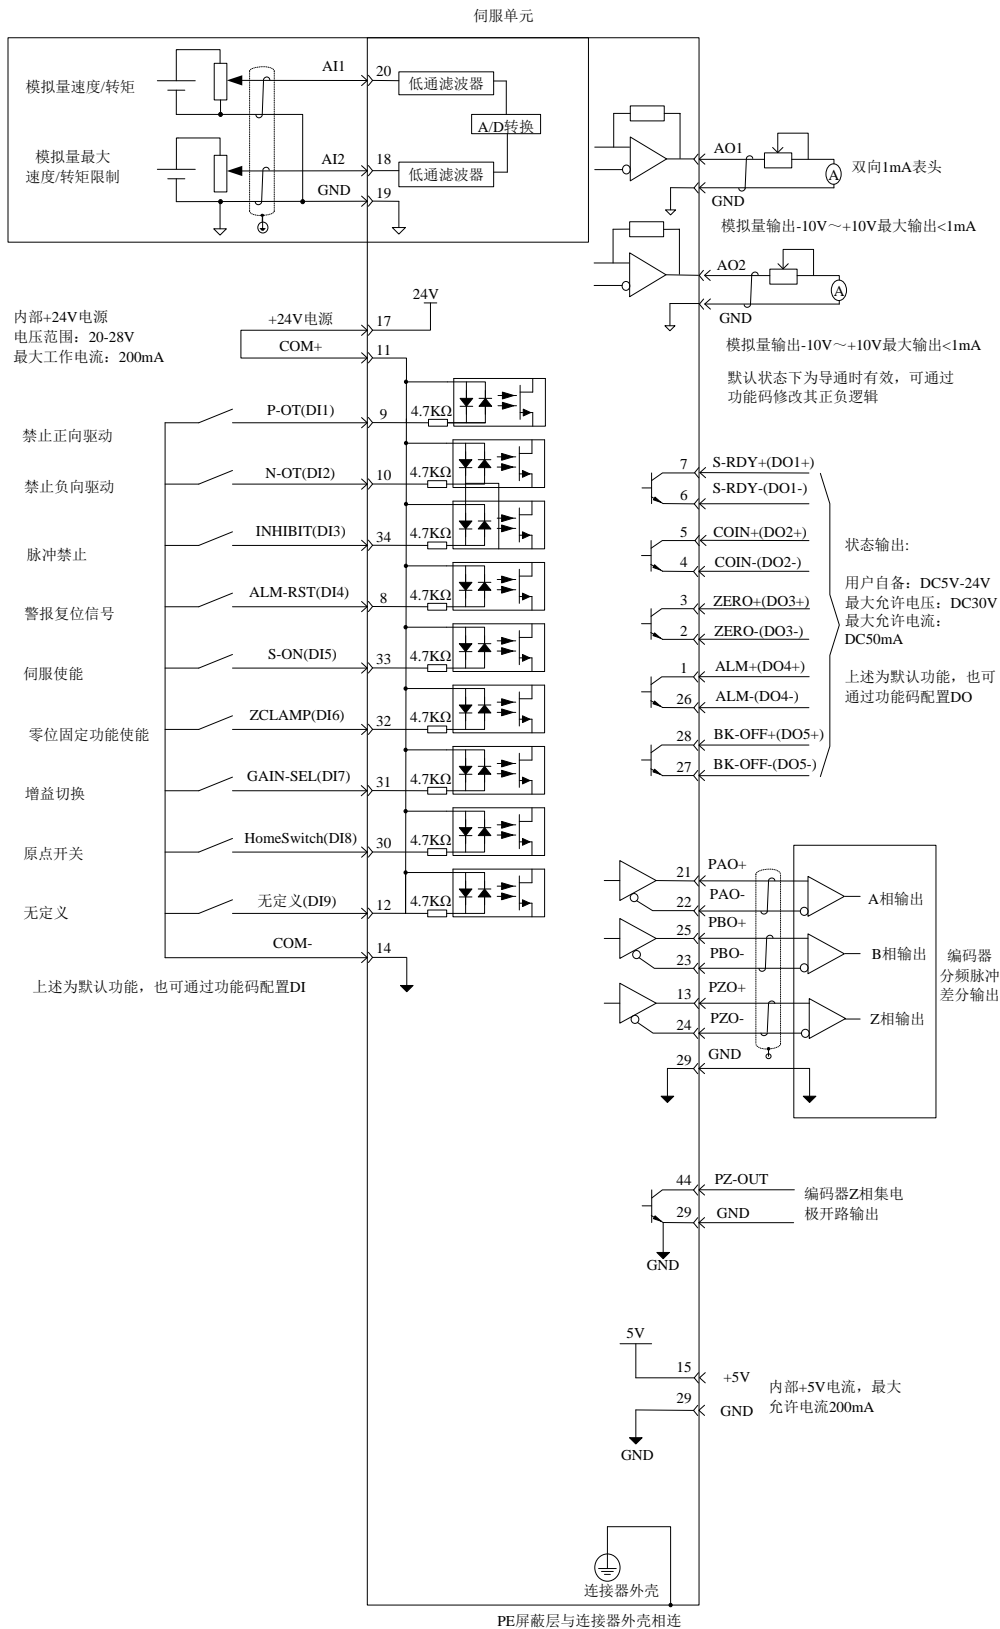 伺服单元
模拟量速度/转矩
AI1
20
低通滤波器
A/D转换
模拟量最大
速度/转矩限制
AI2
18
低通滤波器
GND
19
AO1
GND
A
双向1mA表头
模拟量输出-10V～+10V最大输出<1mA
AO2
GND
A
模拟量输出-10V～+10V最大输出<1mA
默认状态下为导通时有效，可通过
功能码修改其正负逻辑
内部+24V电源
电压范围：20-28V
最大工作电流：200mA
24V
+24V电源
17
COM+
11
禁止正向驱动
P-OT(DI1)
9
4.7KΩ
禁止负向驱动
N-OT(DI2)
10
4.7KΩ
脉冲禁止
INHIBIT(DI3)
34
4.7KΩ
警报复位信号
ALM-RST(DI4)
8
4.7KΩ
伺服使能
S-ON(DI5)
33
4.7KΩ
零位固定功能使能
ZCLAMP(DI6)
32
4.7KΩ
增益切换
GAIN-SEL(DI7)
31
4.7KΩ
原点开关
HomeSwitch(DI8)
30
4.7KΩ
无定义
无定义(DI9)
12
4.7KΩ
COM-
14
上述为默认功能，也可通过功能码配置DI
7
S-RDY+(DO1+)
6
S-RDY-(DO1-)
5
COIN+(DO2+)
4
COIN-(DO2-)
3
ZERO+(DO3+)
2
ZERO-(DO3-)
1
ALM+(DO4+)
26
ALM-(DO4-)
28
BK-OFF+(DO5+)
27
BK-OFF-(DO5-)
状态输出:
用户自备：DC5V-24V
最大允许电压：DC30V
最大允许电流：
DC50mA
上述为默认功能，也可
通过功能码配置DO
21
PAO+
22
PAO-
A相输出
25
PBO+
23
PBO-
B相输出
13
PZO+
24
PZO-
Z相输出
29
GND
编码器
分频脉冲
差分输出
44
PZ-OUT
29
GND
GND
编码器Z相集电
极开路输出
5V
15
+5V
29
GND
GND
内部+5V电流，最大
允许电流200mA
连接器外壳
PE屏蔽层与连接器外壳相连